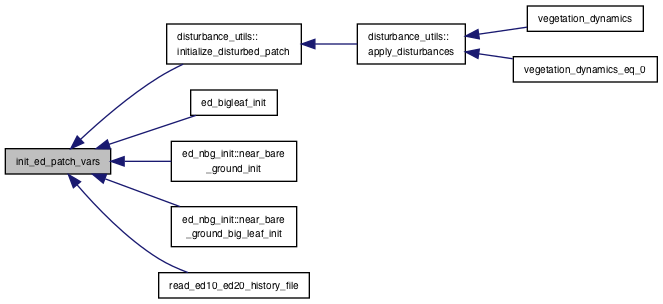 disturbance_utils::
initialize_disturbed_patch
disturbance_utils::
apply_disturbances
vegetation_dynamics
vegetation_dynamics_eq_0
ed_bigleaf_init
init_ed_patch_vars
ed_nbg_init::near_bare
_ground_init
ed_nbg_init::near_bare
_ground_big_leaf_init
read_ed10_ed20_history_file